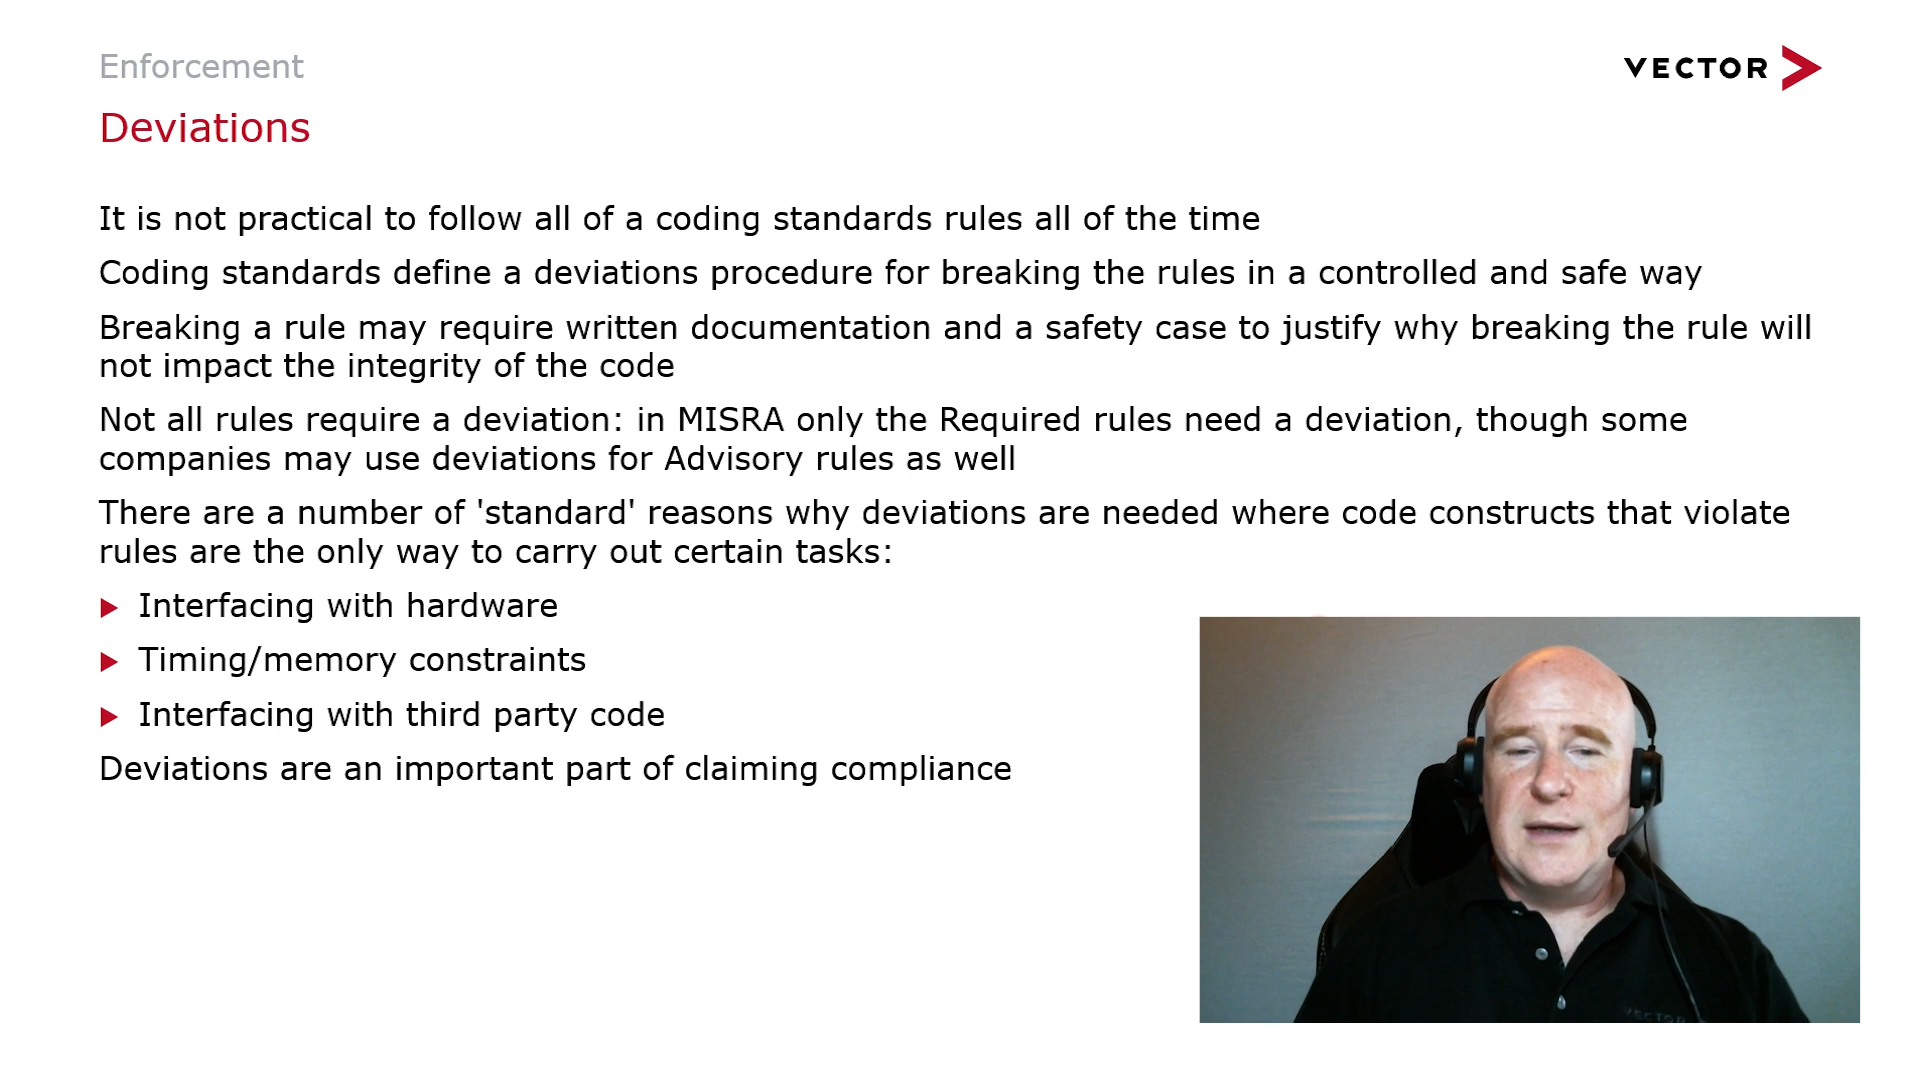 Enforcement
VECTOR
Deviations
It is not practical to follow all of a coding standards rules all of the time
Coding standards define a deviations procedure for breaking the rules in a controlled and safe way
Breaking a rule may require written documentation and a safety case to justify why breaking the rule will
not impact the integrity of the code
Not all rules require a deviation: in MISRA only the Required rules need a deviation, though some
companies may use deviations for Advisory rules as well
There are a number of 'standard' reasons why deviations are needed where code constructs that violate
rules are the only way to carry out certain tasks:
Interfacing with hardware
Timing/memory constraints
Interfacing with third party code
Deviations are an important part of claiming compliance
VECTOR